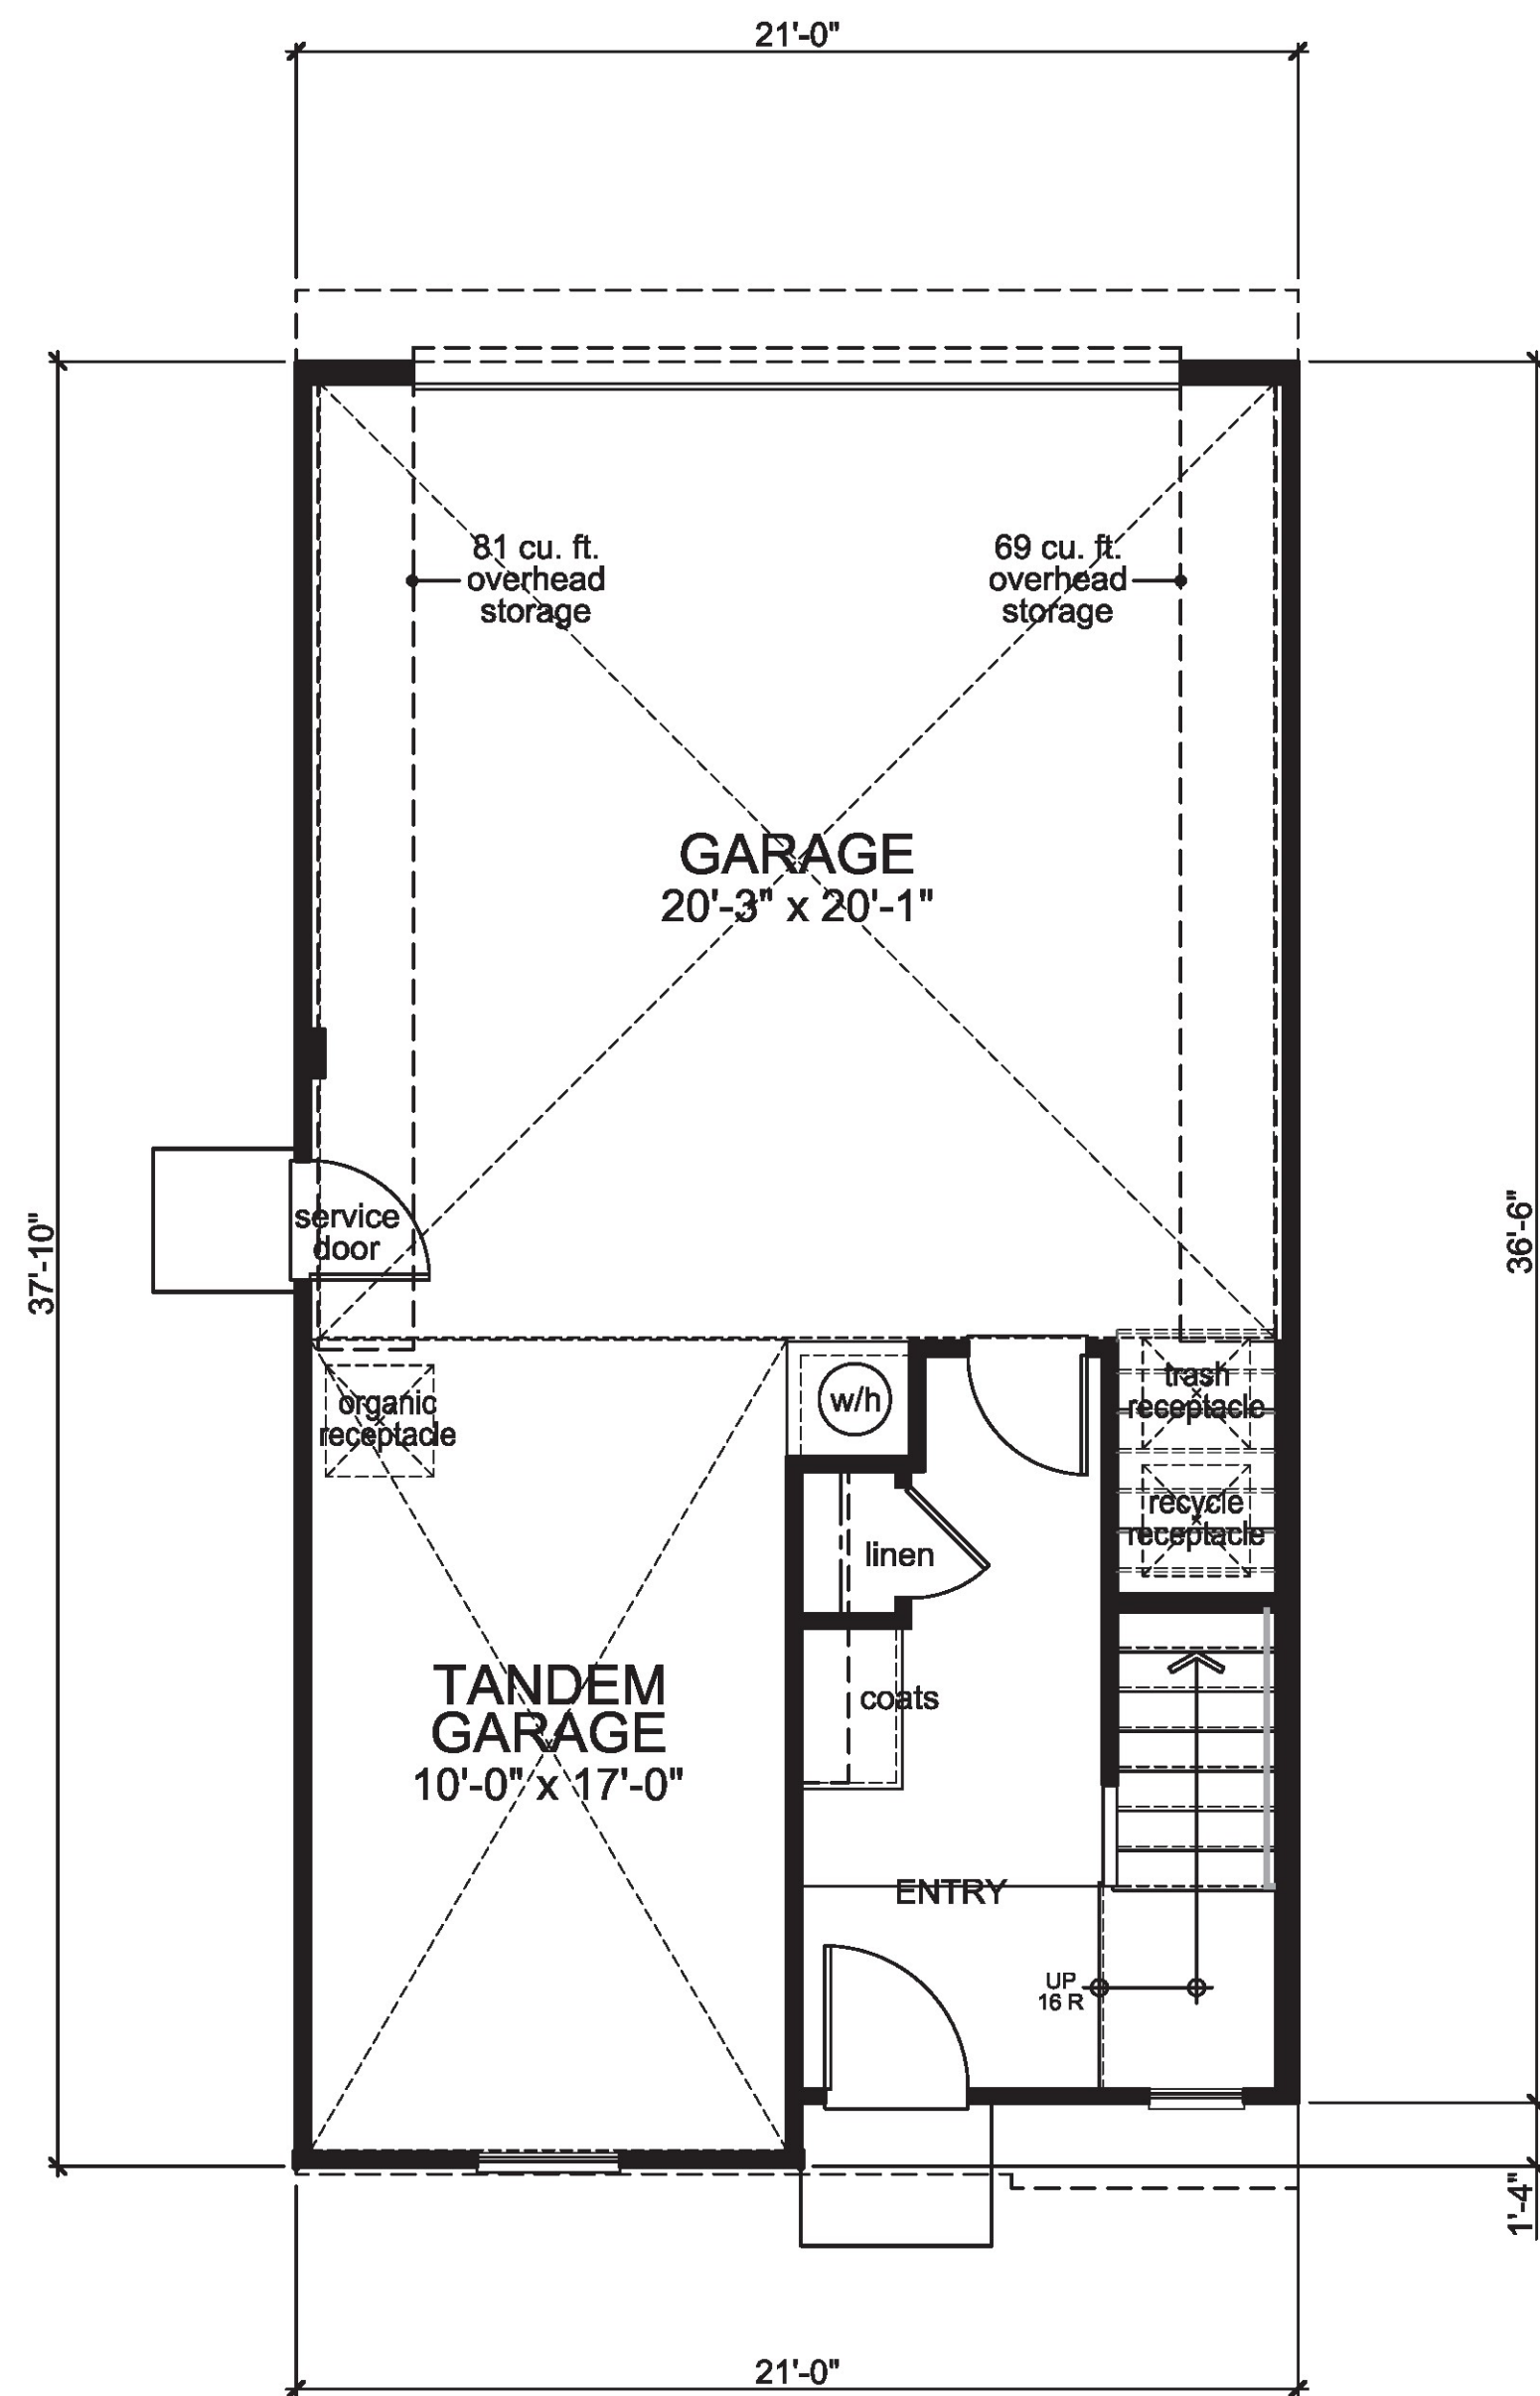 21'-0"
81 cu. ft.
overhead
storage
69 cu. ft.
overhead
storage
GARAGE
20'-3" x 20'-1"
service
door
37'-10"
36'-6"
organic
receptacle
w/h
trash
receptacle
recycle
receptacle
linen
TANDEM
GARAGE
10'-0" x 17'-0"
coats
ENTRY
UP
16 R
1'-4"
21'-0"